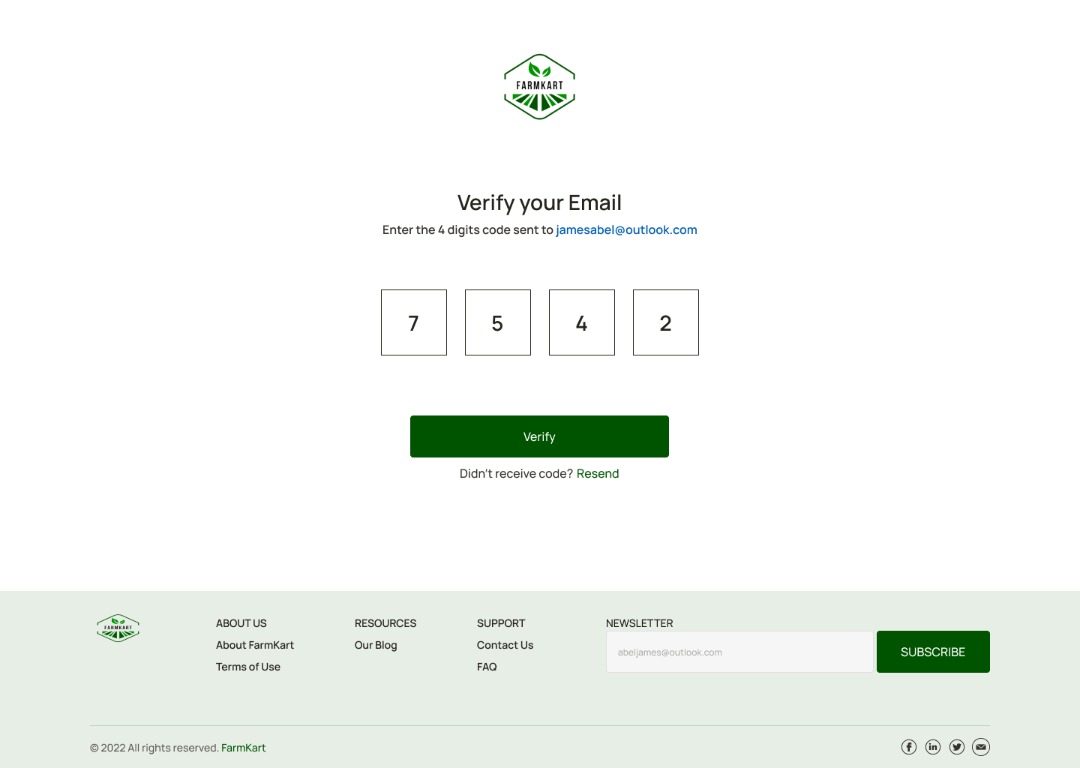 FARMKART
Verify your Email
Enter the 4 digits code sent to jamesabel@outlook.com
7 5 4 2
Verify
Didn't receive code? Resend
FARMKART
ABOUT US
About FarmKart
Terms of Use
RESOURCES
Our Blog
SUPPORT
Contact Us
FAQ
NEWSLETTER
abeljames@outlook.com
SUBSCRIBE
© 2022 All rights reserved. FarmKart